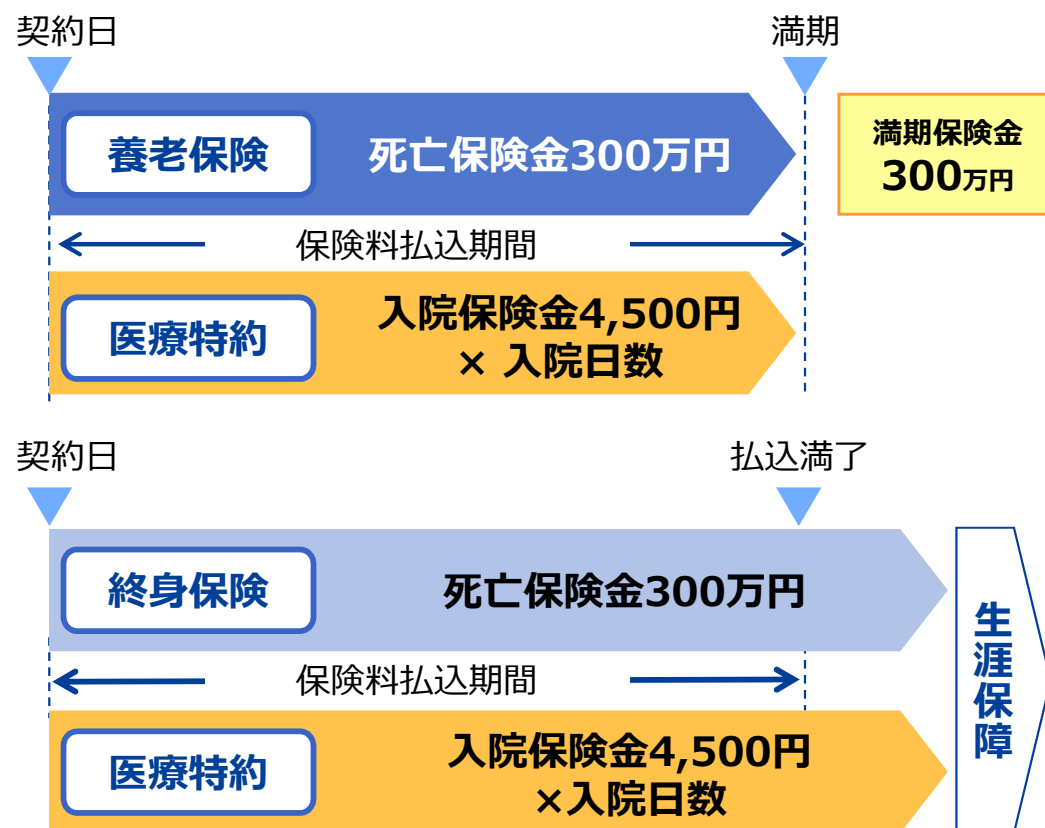 契約日
満期
養老保険
死亡保険金300万円
満期保険金
300万円
保険料払込期間
医療特約
入院保険金4,500円
× 入院日数
契約日
払込満了
終身保険
死亡保険金300万円
生涯保障
保険料払込期間
医療特約
入院保険金4,500円
×入院日数